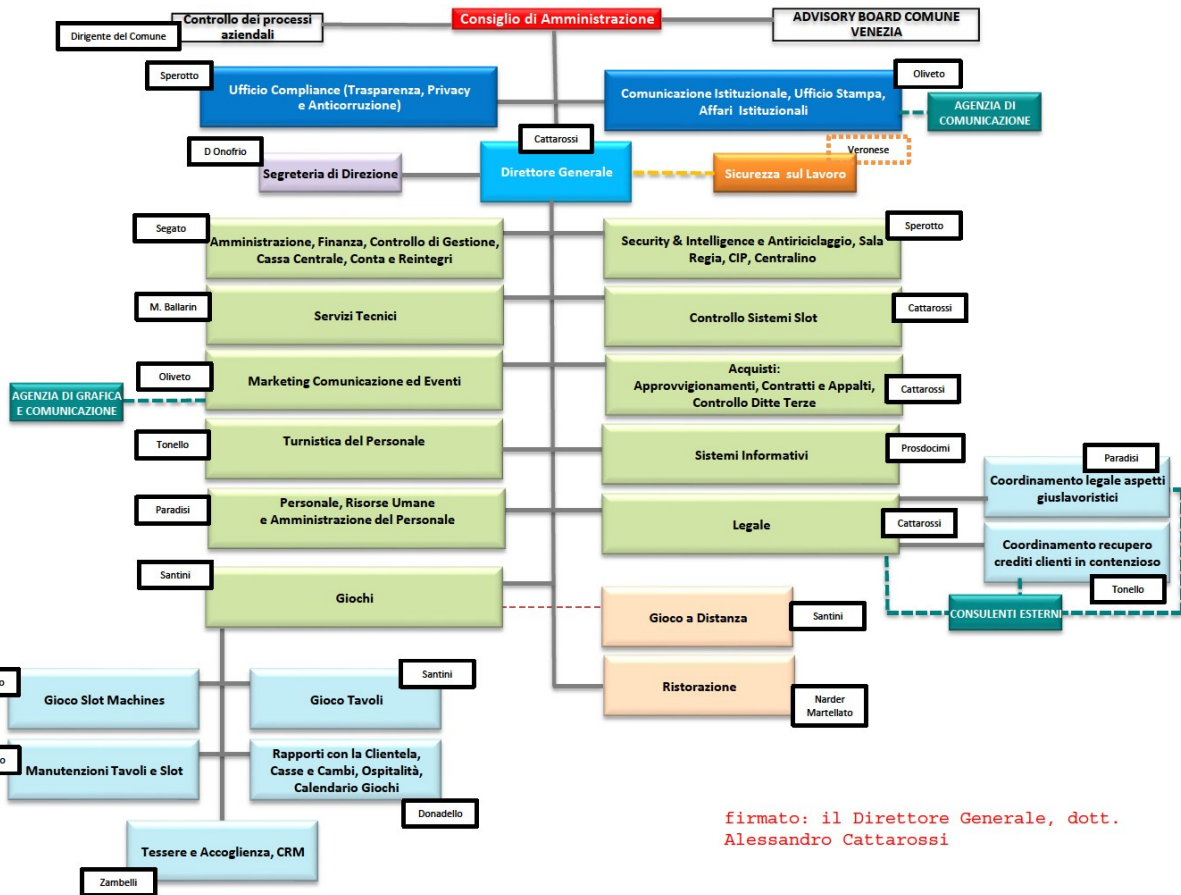 Controllo dei processi
aziendali
Dirigente del Comune
Consiglio di Amministrazione
ADVISORY BOARD COMUNE
VENEZIA
Sperotto
Ufficio Compliance (Trasparenza, Privacy
e Anticorruzione)
Oliveto
Comunicazione Istituzionale, Ufficio Stampa,
Affari Istituzionali
AGENZIA DI
COMUNICAZIONE
Cattarossi
Direttore Generale
D Onofrio
Segreteria di Direzione
Veronese
Sicurezza sul Lavoro
Segato
Amministrazione, Finanza, Controllo di Gestione,
Cassa Centrale, Conta e Reintegri
Sperotto
Security & Intelligence e Antiriciclaggio, Sala
Regia, CIP, Centralino
M. Ballarin
Servizi Tecnici
Controllo Sistemi Slot
Cattarossi
Oliveto
Marketing Comunicazione ed Eventi
AGENZIA DI GRAFICA
E COMUNICAZIONE
Acquisti:
Approvvigionamenti, Contratti e Appalti,
Controllo Ditte Terze
Cattarossi
Tonello
Turnistica del Personale
Sistemi Informativi
Prosdocimi
Paradisi
Personale, Risorse Umane
e Amministrazione del Personale
Legale
Cattarossi
Paradisi
Coordinamento legale aspetti
giuslavoristici
Coordinamento recupero
crediti clienti in contenzioso
Tonello
CONSULENTI ESTERNI
Santini
Giochi
Gioco a Distanza
Santini
Ristorazione
Narder
Martellato
Gioco Slot Machines
Santini
Gioco Tavoli
Manutenzioni Tavoli e Slot
Rapporti con la Clientela,
Casse e Cambi, Ospitalità,
Calendario Giochi
Donadello
Tessere e Accoglienza, CRM
Zambelli
firmato: il Direttore Generale, dott.
Alessandro Cattarossi